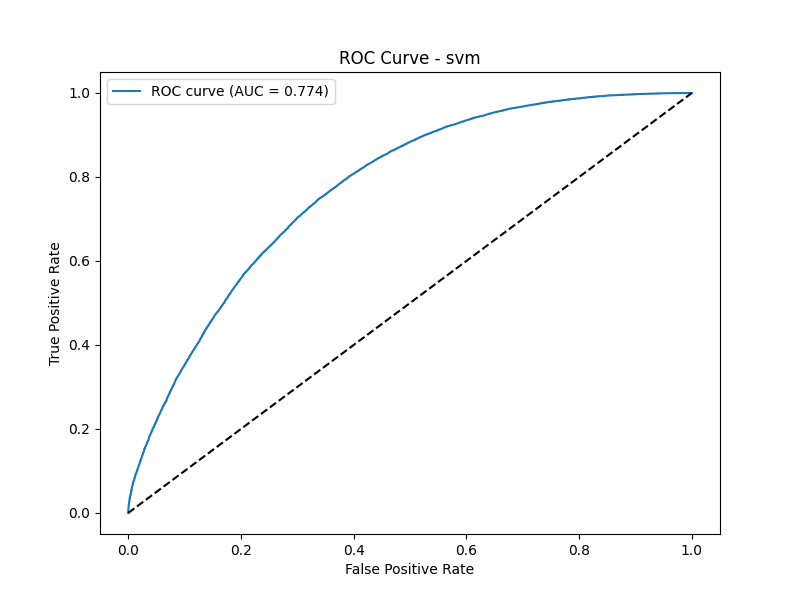 ROC Curve - svm
ROC curve (AUC = 0.774)
1.0
0.8
0.6
0.4
0.2
0.0
True Positive Rate
0.0 0.2 0.4 0.6 0.8 1.0
False Positive Rate